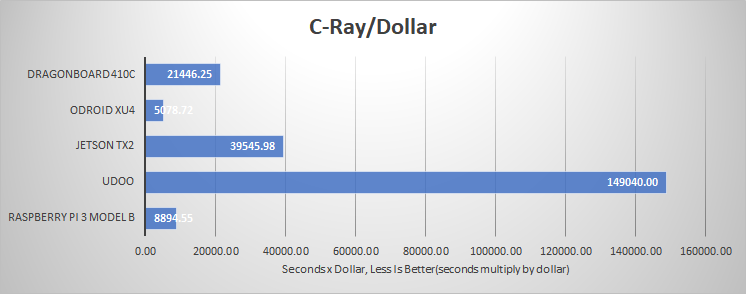 C-Ray/Dollar
DRAGONBOARD 410C 21446.25
ODROID XU4 5078.72
JETSON TX2 39545.98
UDOO 149040.00
RASPBERRY PI 3 MODEL B 8894.55
0.00 20000.00 40000.00 60000.00 80000.00 100000.00 120000.00 140000.00 160000.00
Seconds x Dollar, Less Is Better(seconds multiply by dollar)